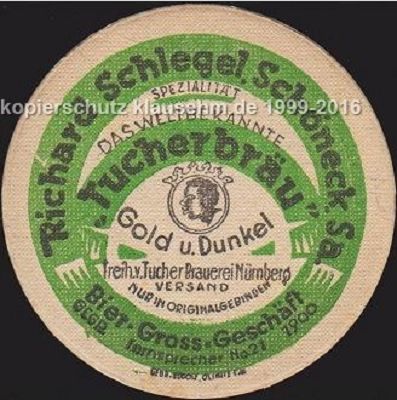 Richard Schlegel, Schöneck, Sa.
kopierschutz klauschm.de 1999-2016
SPEZIALITÄT
DAS WELTBEKANNTE
„Tucherbräu"
Gold u. Dunkel
Freih. v. Tucher Brauerei Nürnberg
VERSAND
NUR IN ORIGINALGEBINDEN
Bier-Gross-Geschäft
GEGR. 1900
Fernsprecher No. 21